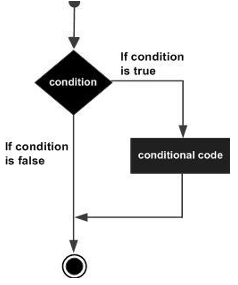 If condition
is true
condition
If condition
is false
conditional code